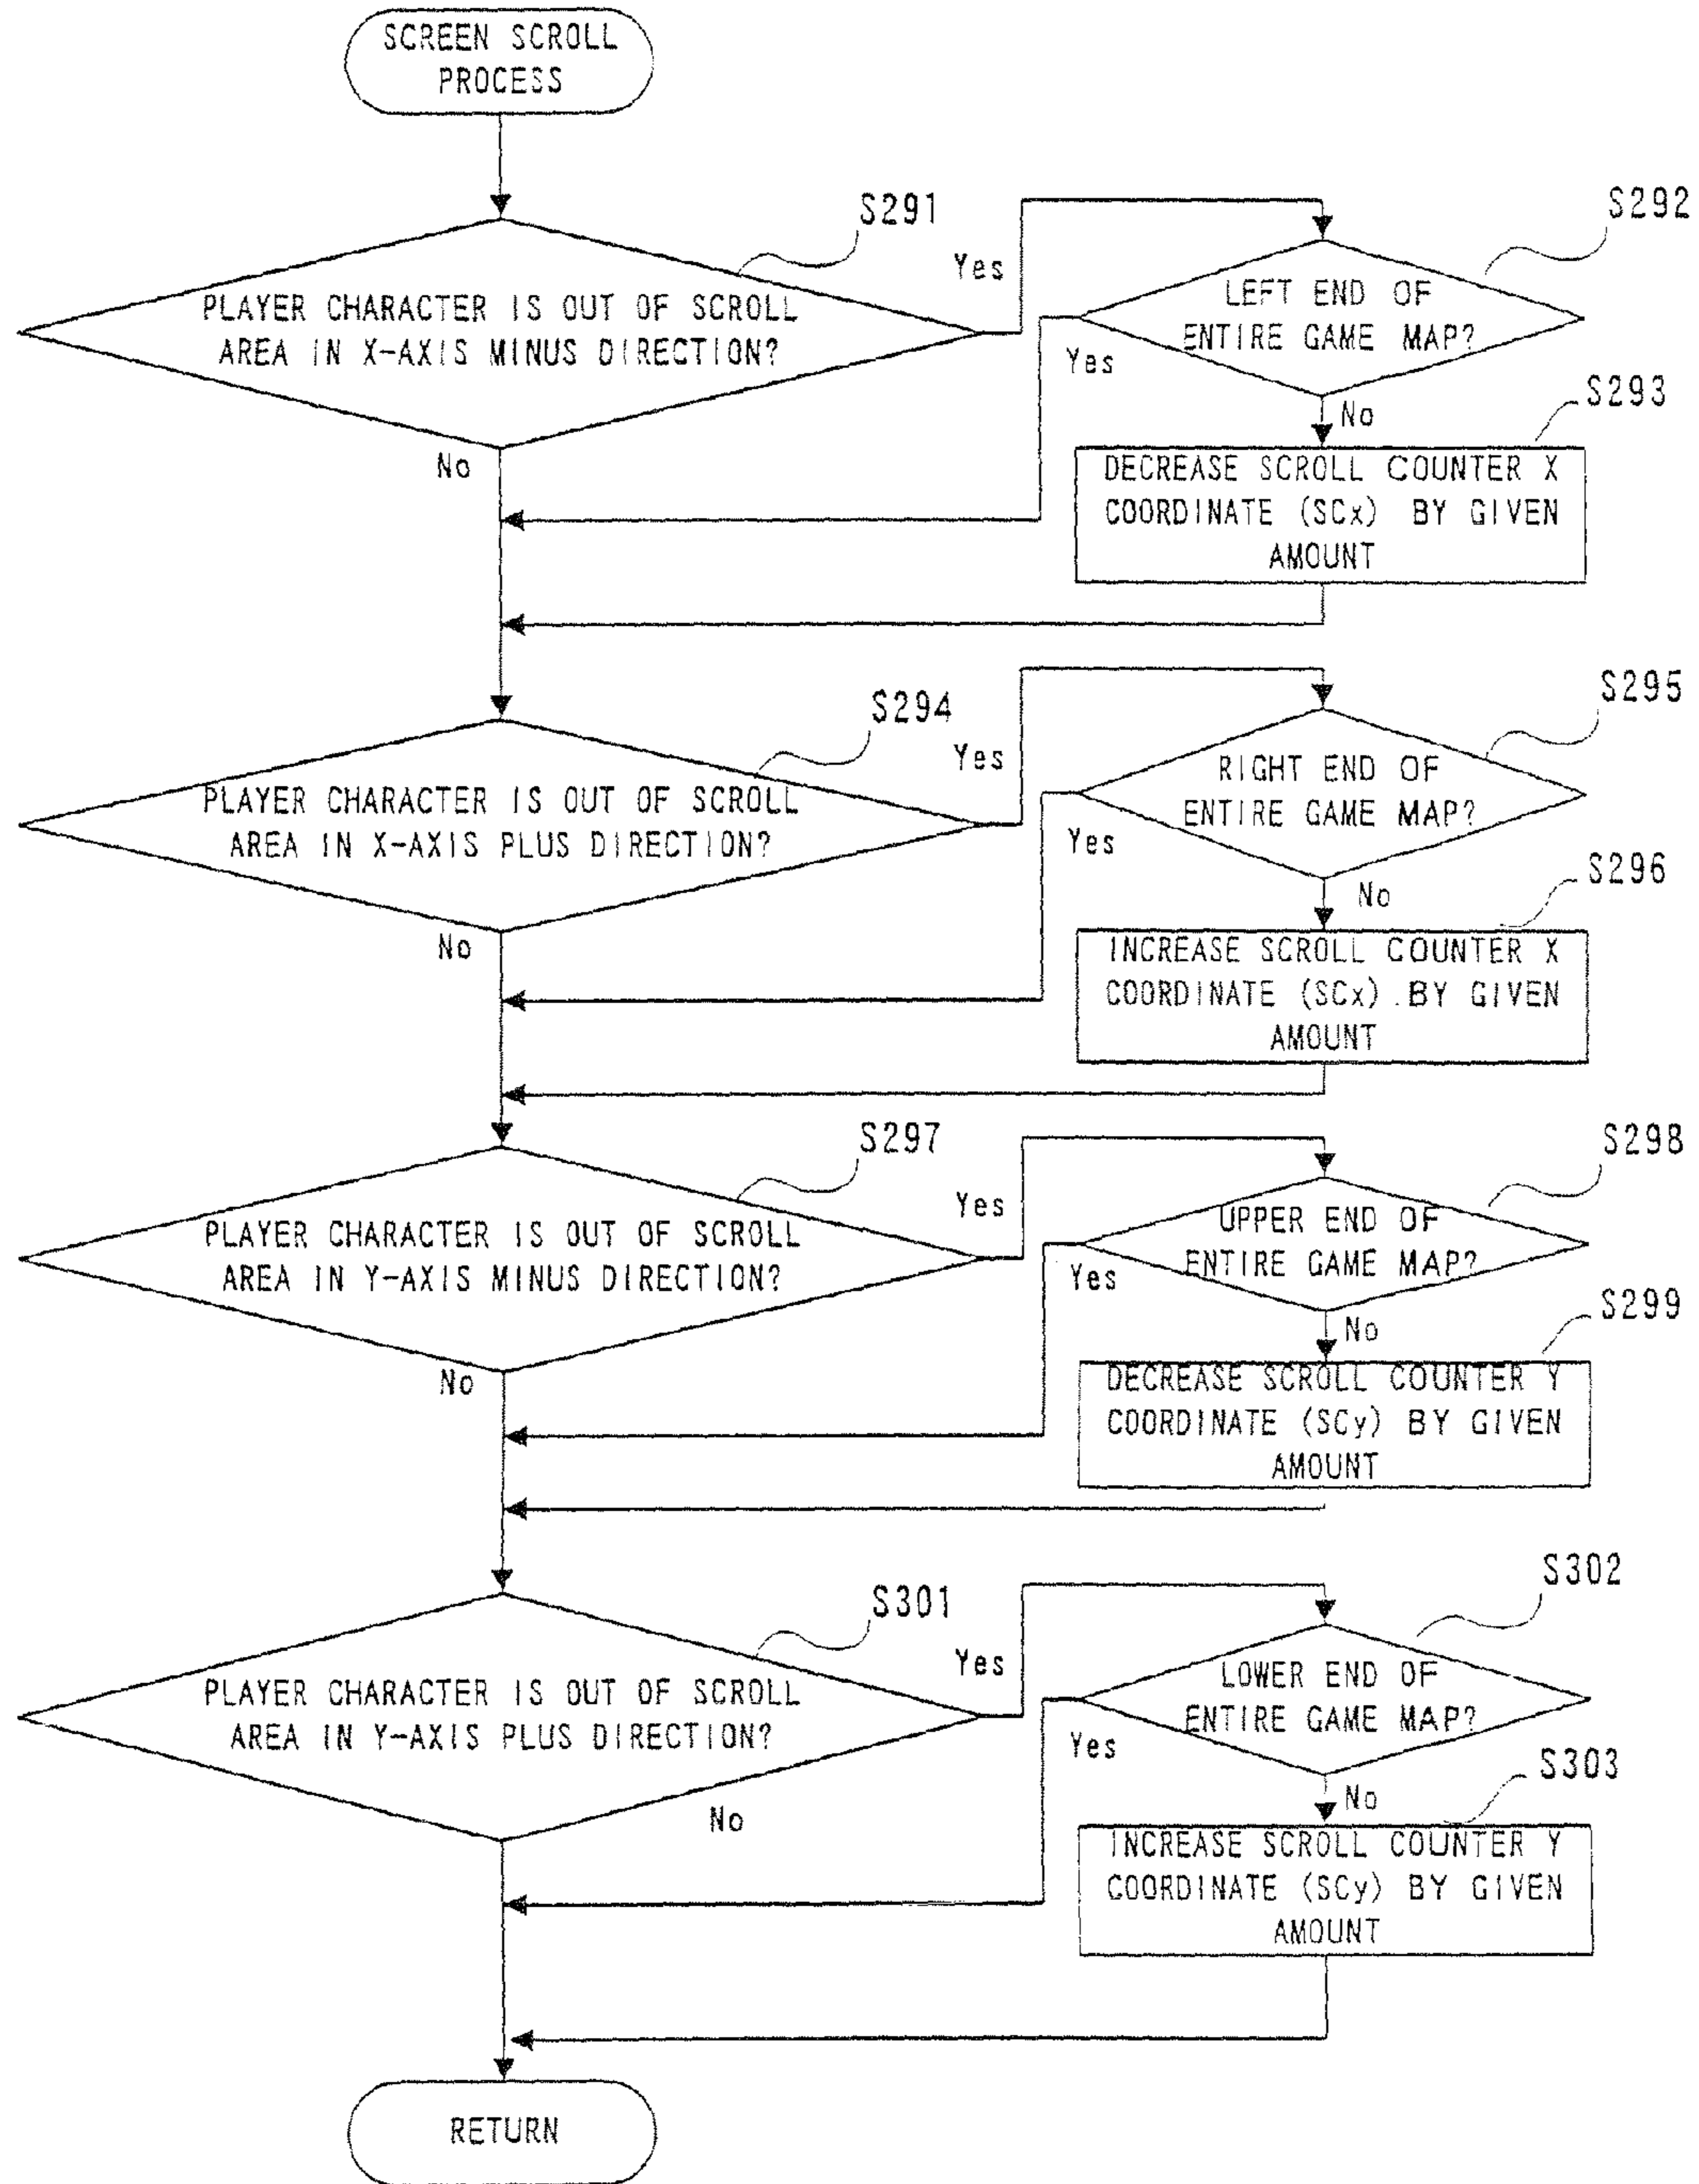 SCREEN SCROLL
PROCESS
S291
S292
Yes
PLAYER CHARACTER IS OUT OF SCROLL
AREA IN X-AXIS MINUS DIRECTION?
LEFT END OF
ENTIRE GAME MAP?
Yes
S293
No
No
DECREASE SCROLL COUNTER X
COORDINATE (SCx) BY GIVEN
AMOUNT
S294
S295
Yes
PLAYER CHARACTER IS OUT OF SCROLL
AREA IN X-AXIS PLUS DIRECTION?
RIGHT END OF
ENTIRE GAME MAP?
Yes
S296
No
No
INCREASE SCROLL COUNTER X
COORDINATE (SCx) .BY GIVEN
AMOUNT
S297
S298
Yes
PLAYER CHARACTER IS OUT OF SCROLL
AREA IN Y-AXIS MINUS DIRECTION?
UPPER END OF
ENTIRE GAME MAP?
Yes
S299
No
No
DECREASE SCROLL COUNTER Y
COORDINATE (SCy) BY GIVEN
AMOUNT
S301
S302
Yes
PLAYER CHARACTER IS OUT OF SCROLL
AREA IN Y-AXIS PLUS DIRECTION?
LOWER END OF
ENTIRE GAME MAP?
Yes
S303
No
No
INCREASE SCROLL COUNTER Y
COORDINATE (SCy) BY GIVEN
AMOUNT
RETURN